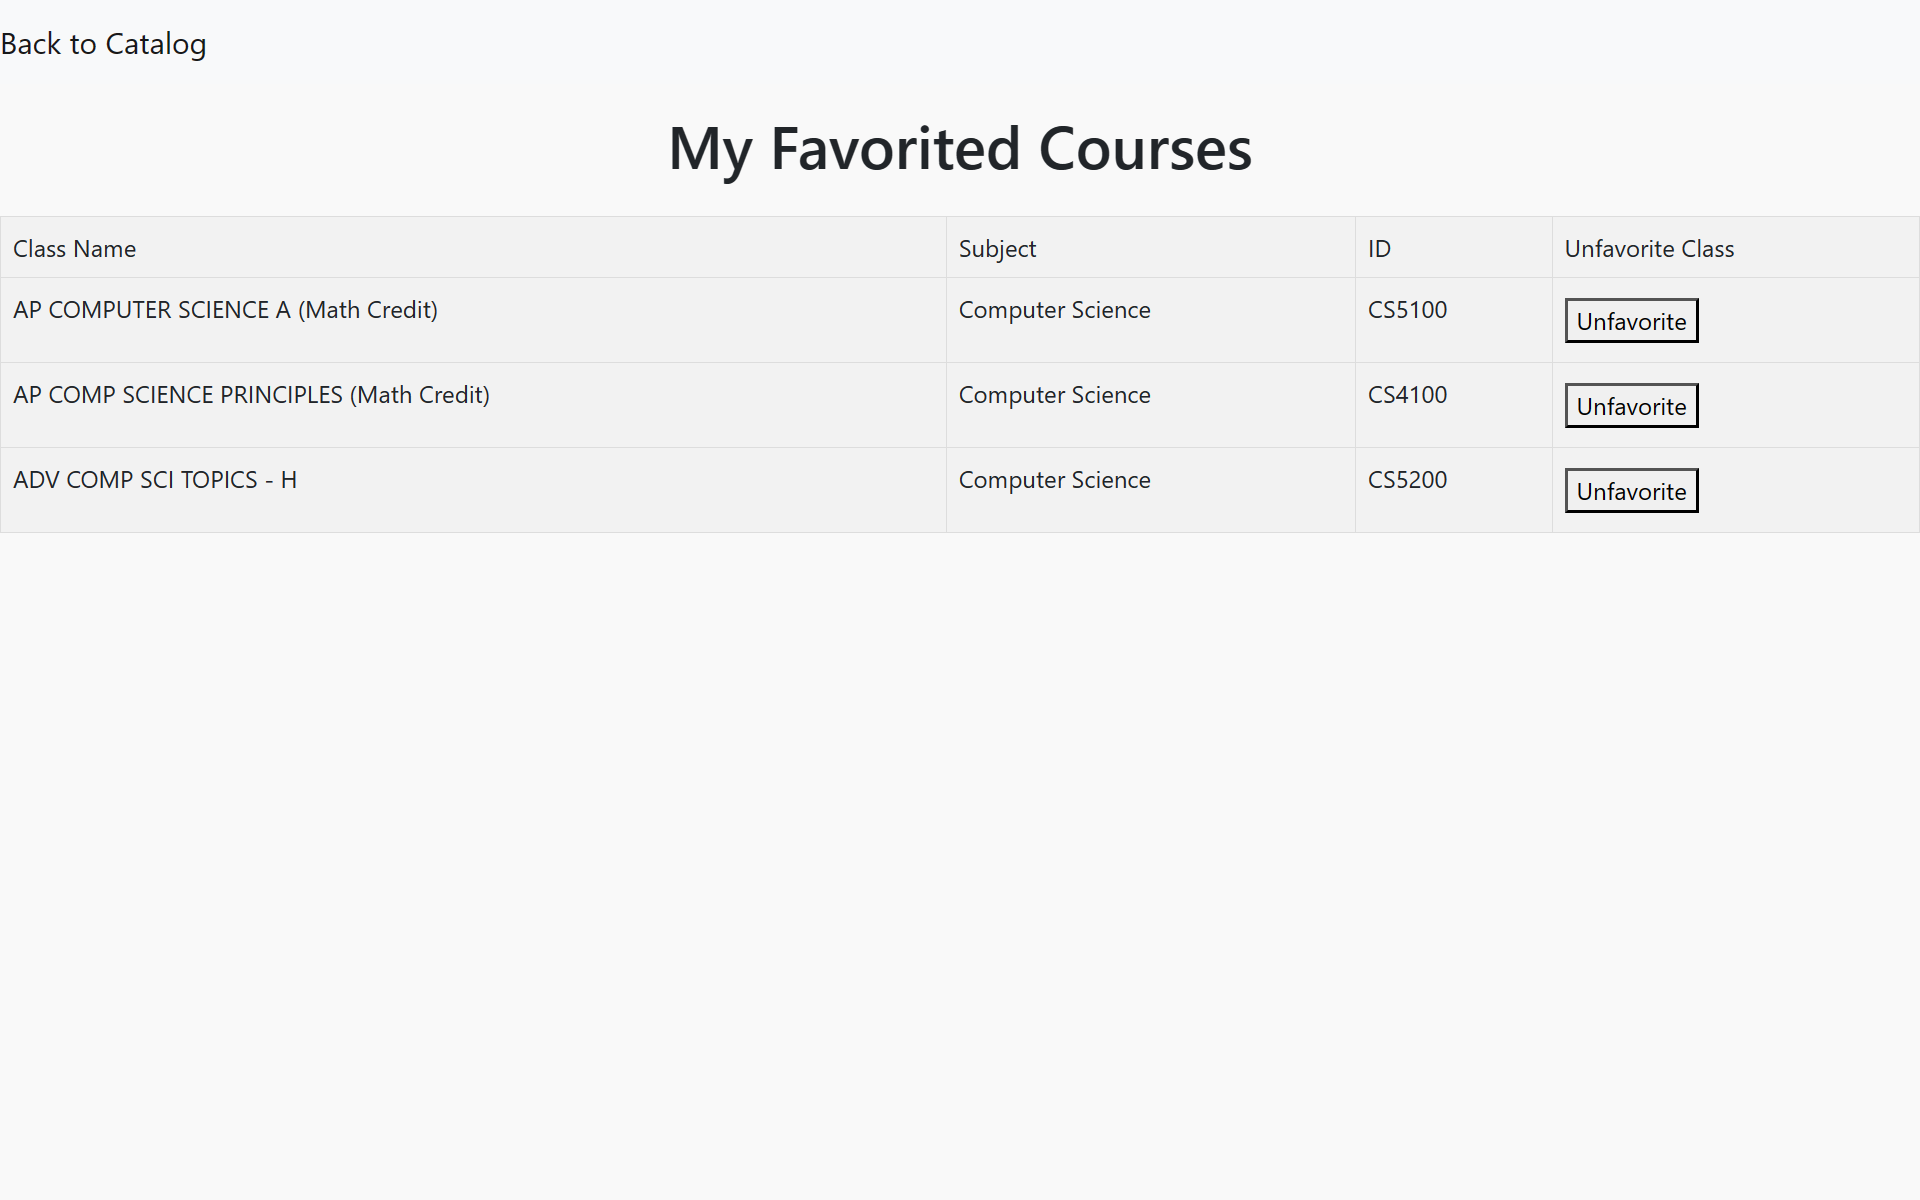 Back to Catalog
My Favorited Courses
Class Name Subject ID Unfavorite Class
AP COMPUTER SCIENCE A (Math Credit) Computer Science CS5100 Unfavorite
AP COMP SCIENCE PRINCIPLES (Math Credit) Computer Science CS4100 Unfavorite
ADV COMP SCI TOPICS - H Computer Science CS5200 Unfavorite